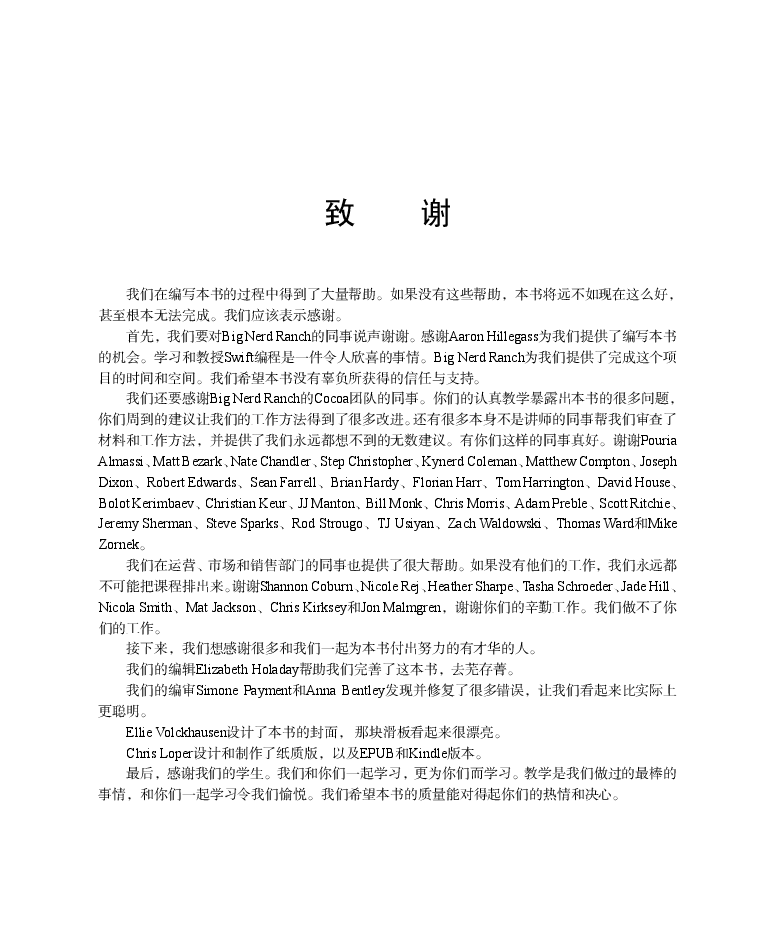 致　　谢
我们在编写本书的过程中得到了大量帮助。如果没有这些帮助，本书将远不如现在这么好，
甚至根本无法完成。我们应该表示感谢。
首先，我们要对Big Nerd Ranch的同事说声谢谢。感谢Aaron Hillegass为我们提供了编写本书
的机会。学习和教授Swift编程是一件令人欣喜的事情。Big Nerd Ranch为我们提供了完成这个项
目的时间和空间。我们希望本书没有辜负所获得的信任与支持。
我们还要感谢Big Nerd Ranch的Cocoa团队的同事。你们的认真教学暴露出本书的很多问题，
你们周到的建议让我们的工作方法得到了很多改进。还有很多本身不是讲师的同事帮我们审查了
材料和工作方法，并提供了我们永远都想不到的无数建议。有你们这样的同事真好。谢谢Pouria
Almassi、Matt Bezark、Nate Chandler、Step Christopher、Kynerd Coleman、Matthew Compton、Joseph
Dixon、Robert Edwards、Sean Farrell、Brian Hardy、Florian Harr、Tom Harrington、David House、
Bolot Kerimbaev、Christian Keur、JJ Manton、Bill Monk、Chris Morris、Adam Preble、Scott Ritchie、
Jeremy Sherman、Steve Sparks、Rod Strougo、TJ Usiyan、Zach Waldowski、Thomas Ward和Mike
Zornek。
我们在运营、市场和销售部门的同事也提供了很大帮助。如果没有他们的工作，我们永远都
不可能把课程排出来。谢谢Shannon Coburn、Nicole Rej、Heather Sharpe、Tasha Schroeder、Jade Hill、
Nicola Smith、Mat Jackson、Chris Kirksey和Jon Malmgren，谢谢你们的辛勤工作。我们做不了你
们的工作。
接下来，我们想感谢很多和我们一起为本书付出努力的有才华的人。
我们的编辑Elizabeth Holaday帮助我们完善了这本书，去芜存菁。
我们的编审Simone Payment和Anna Bentley发现并修复了很多错误，让我们看起来比实际上
更聪明。
Ellie Volckhausen设计了本书的封面，那块滑板看起来很漂亮。
Chris Loper设计和制作了纸质版，以及EPUB和Kindle版本。
最后，感谢我们的学生。我们和你们一起学习，更为你们而学习。教学是我们做过的最棒的
事情，和你们一起学习令我们愉悦。我们希望本书的质量能对得起你们的热情和决心。